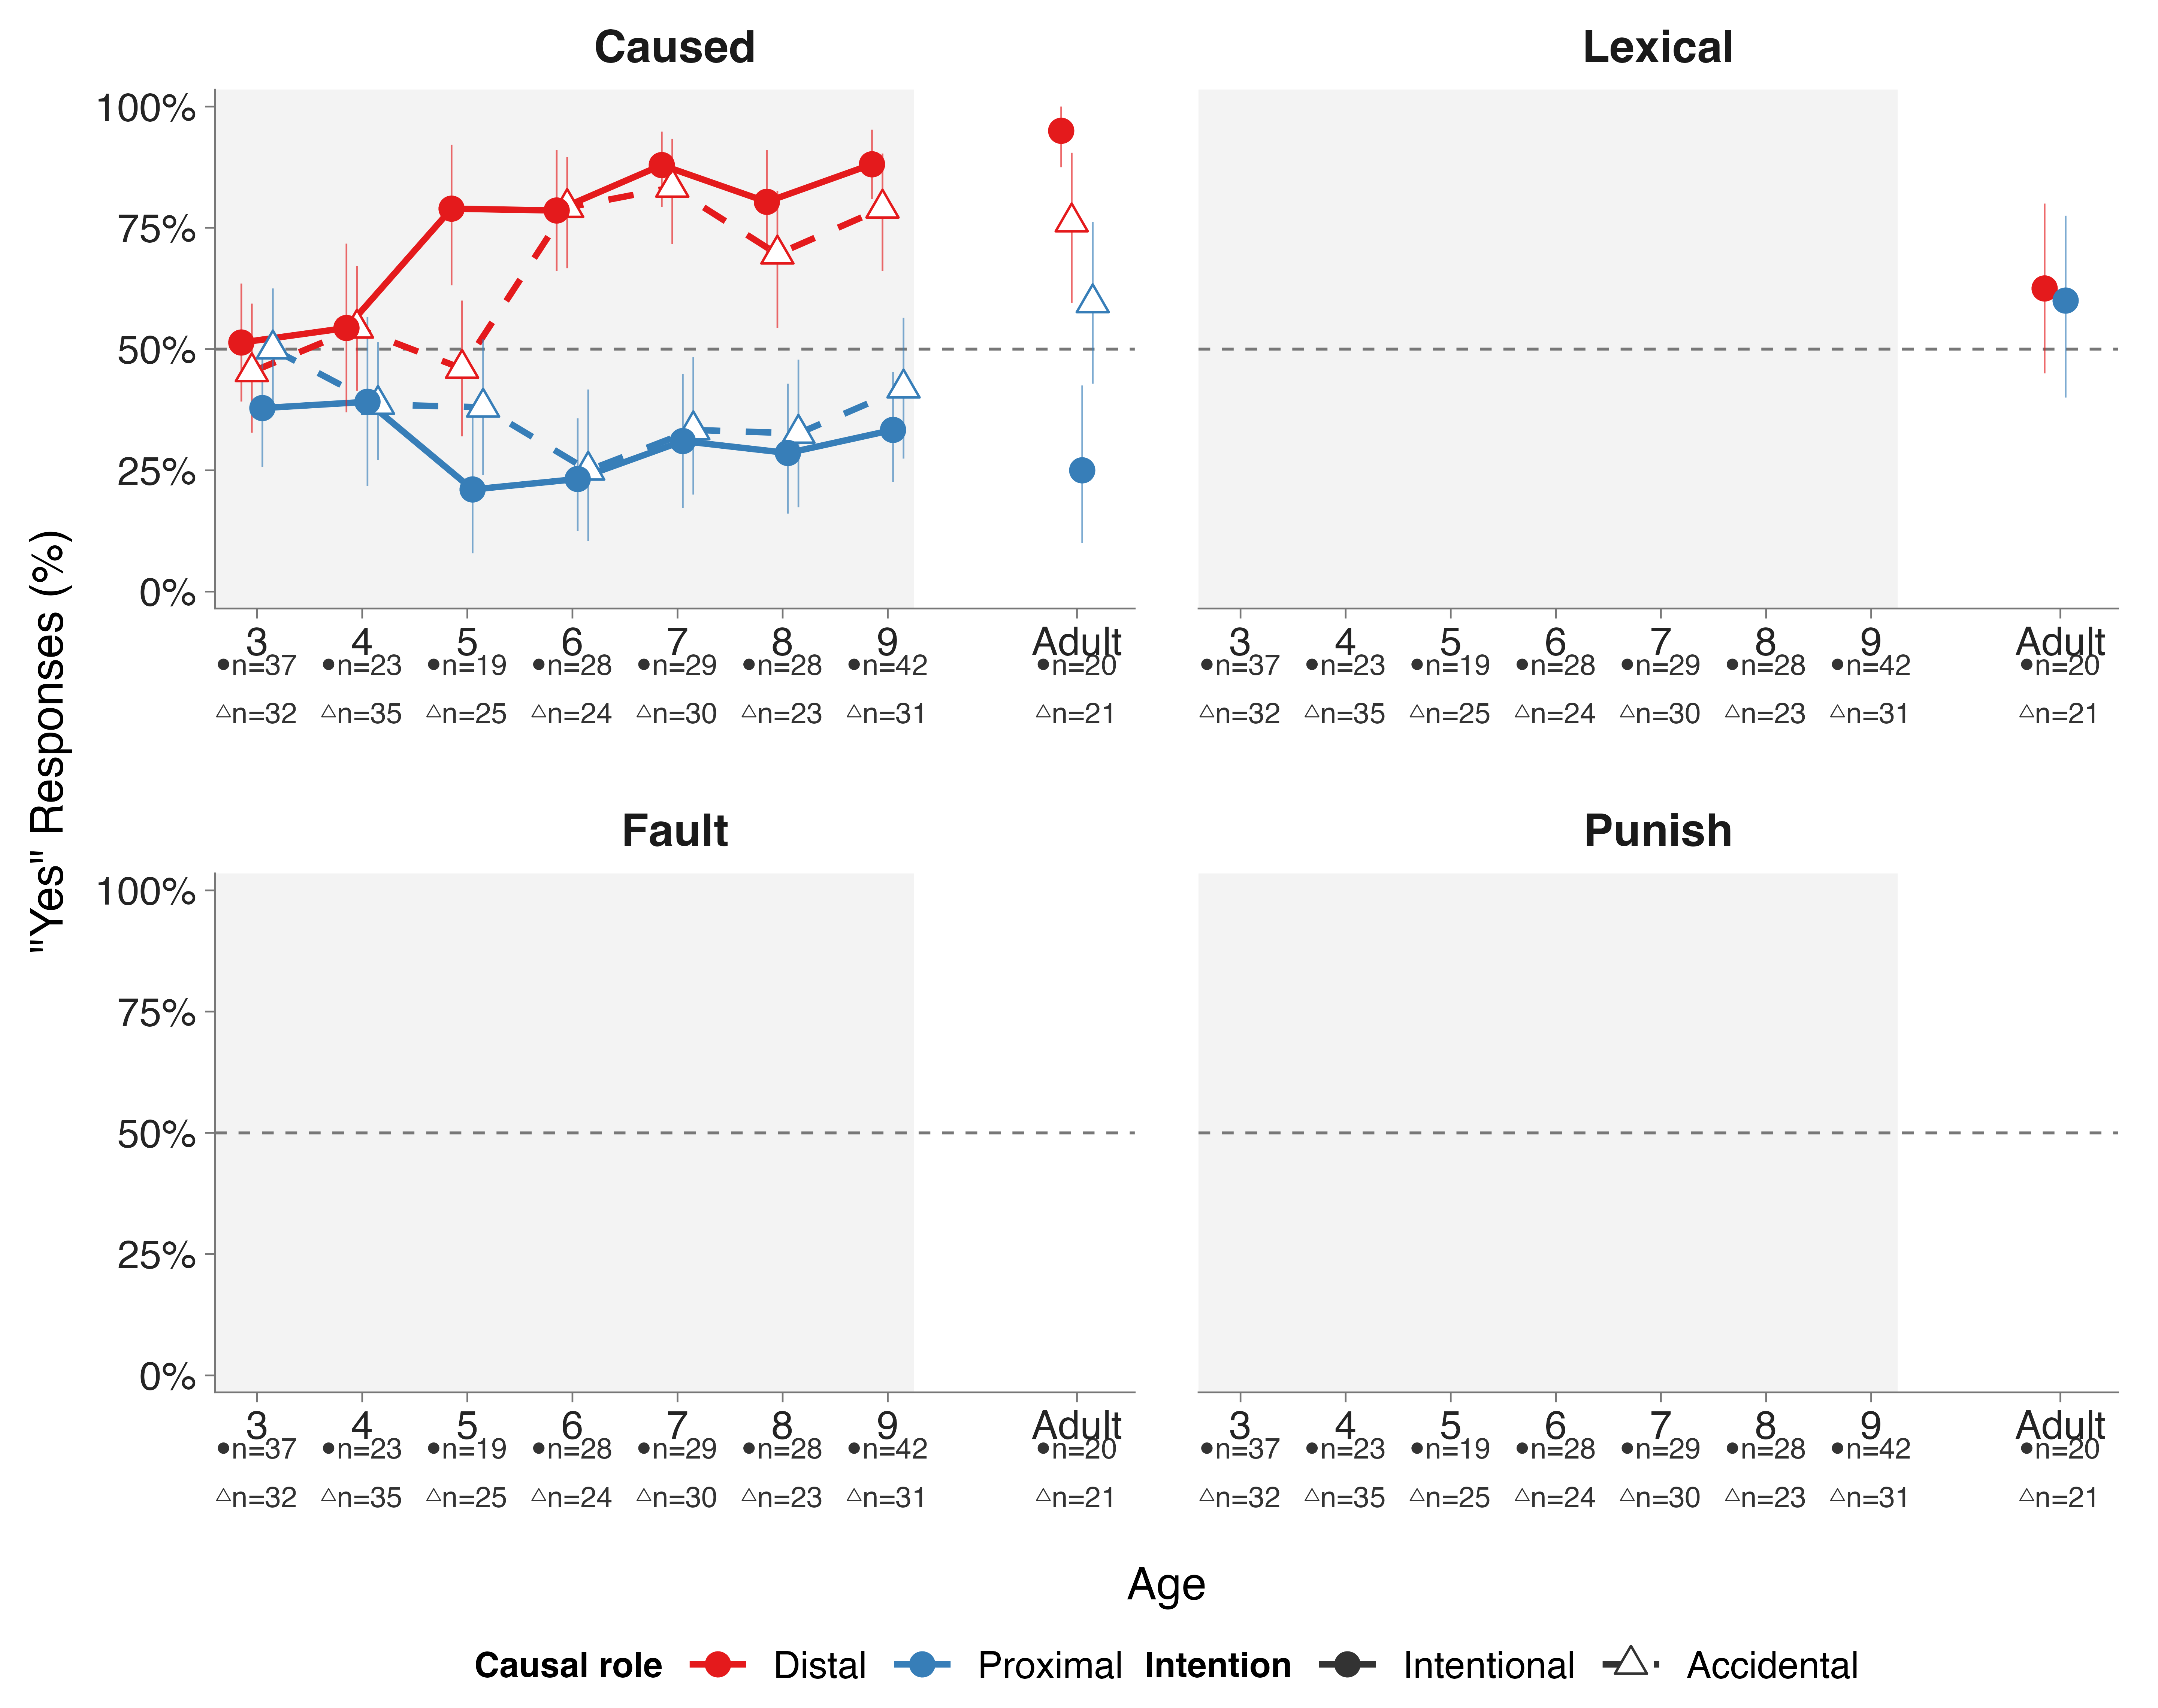 Caused Lexical
100%
75%
50%
25%
0%
3 4 5 6 7 8 9 Adult 3 4 5 6 7 8 9 Adult
n=37 n=23 n=19 n=28 n=29 n=28 n=42 n=20 n=37 n=23 n=19 n=28 n=29 n=28 n=42 n=20
n=32 n=35 n=25 n=24 n=30 n=23 n=31 n=21 n=32 n=35 n=25 n=24 n=30 n=23 n=31 n=21
"Yes" Responses (%)
Fault Punish
100%
75%
50%
25%
0%
3 4 5 6 7 8 9 Adult 3 4 5 6 7 8 9 Adult
n=37 n=23 n=19 n=28 n=29 n=28 n=42 n=20 n=37 n=23 n=19 n=28 n=29 n=28 n=42 n=20
n=32 n=35 n=25 n=24 n=30 n=23 n=31 n=21 n=32 n=35 n=25 n=24 n=30 n=23 n=31 n=21
Age
Causal role Distal Proximal Intention Intentional Accidental